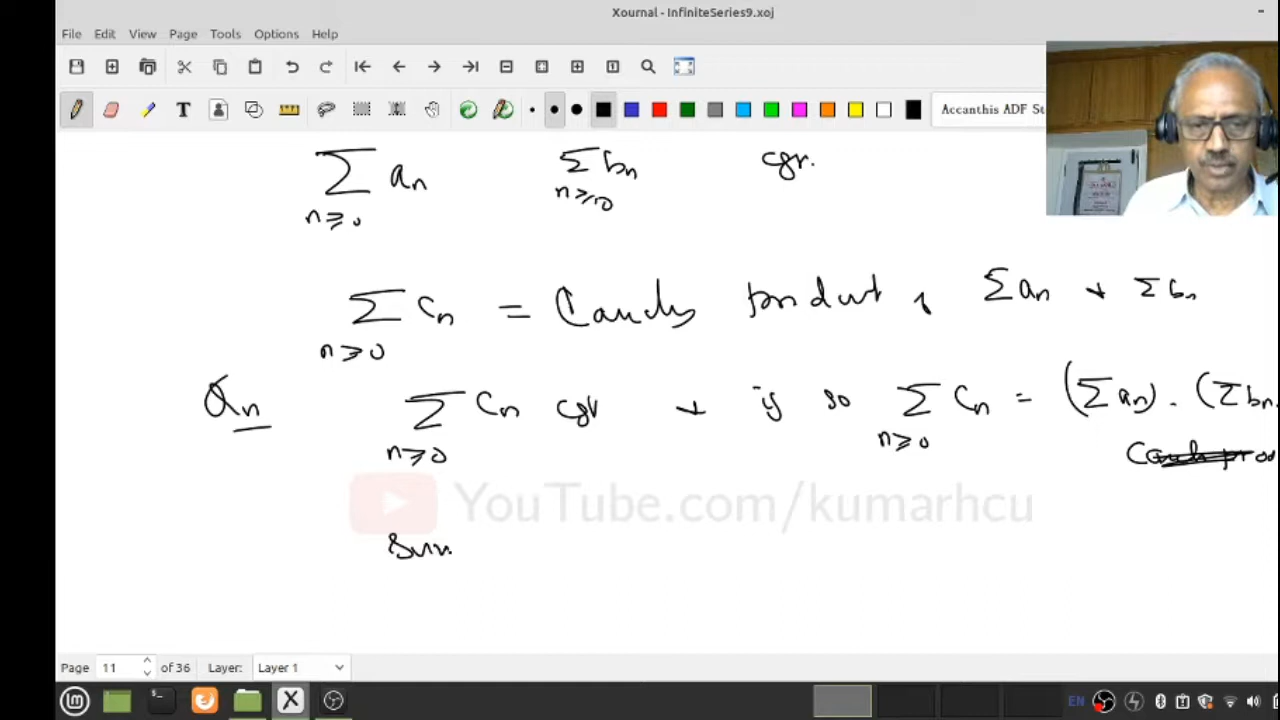 Xournal - InfiniteSeries9.xoj
File Edit View Page Tools Options Help
Accanthis ADF St
∑ aₙ ∑ bₙ cgr.
n≥0 n≥0
∑ cₙ = Cauchy product of ∑ aₙ + ∑ bₙ
n≥0
Qn ∑ cₙ cgt + if so ∑ cₙ = (∑ aₙ) . (∑ bₙ
n≥0 n≥0
YouTube.com/kumarhcu
Page 11 of 36 Layer: Layer 1
EN